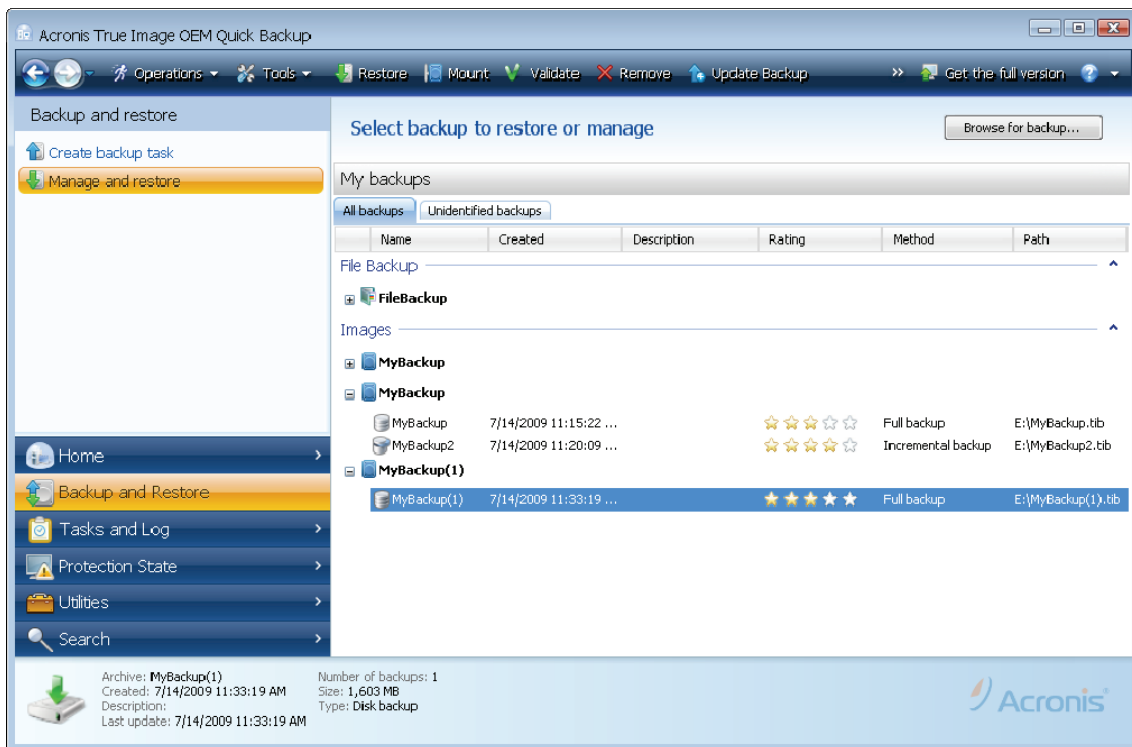 Acronis True Image OEM Quick Backup
Operations Tools Restore Mount Validate Remove Update Backup >> Get the full version ?
Backup and restore
Create backup task
Manage and restore
Select backup to restore or manage
Browse for backup...
My backups
All backups Unidentified backups
Name Created Description Rating Method Path
File Backup
FileBackup
Images
MyBackup
MyBackup
MyBackup 7/14/2009 11:15:22 ... Full backup E:\MyBackup.tib
MyBackup2 7/14/2009 11:20:09 ... Incremental backup E:\MyBackup2.tib
MyBackup(1)
MyBackup(1) 7/14/2009 11:33:19 ... Full backup E:\MyBackup(1).tib
Home
Backup and Restore
Tasks and Log
Protection State
Utilities
Search
Archive: MyBackup(1)
Created: 7/14/2009 11:33:19 AM
Description:
Last update: 7/14/2009 11:33:19 AM
Number of backups: 1
Size: 1,603 MB
Type: Disk backup
Acronis